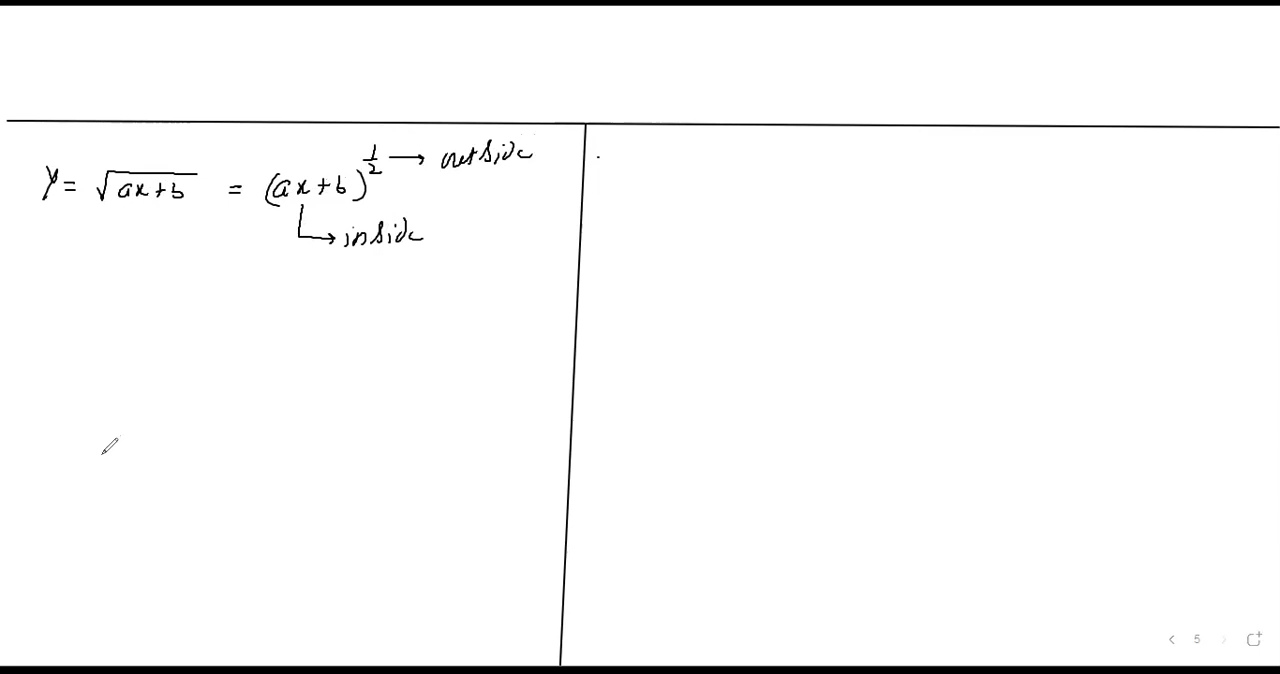 y = √ax+b = (ax+b)^1/2 → outside
↳ inside
5